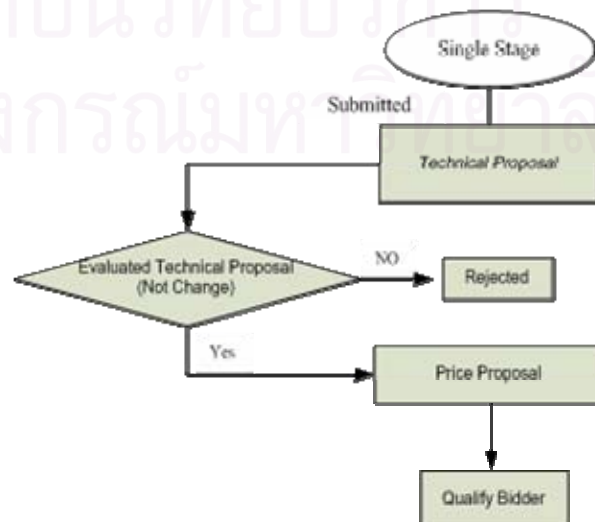 Single Stage
Submitted
Technical Proposal
Evaluated Technical Proposal
(Not Change)
NO
Rejected
Yes
Price Proposal
Qualify Bidder